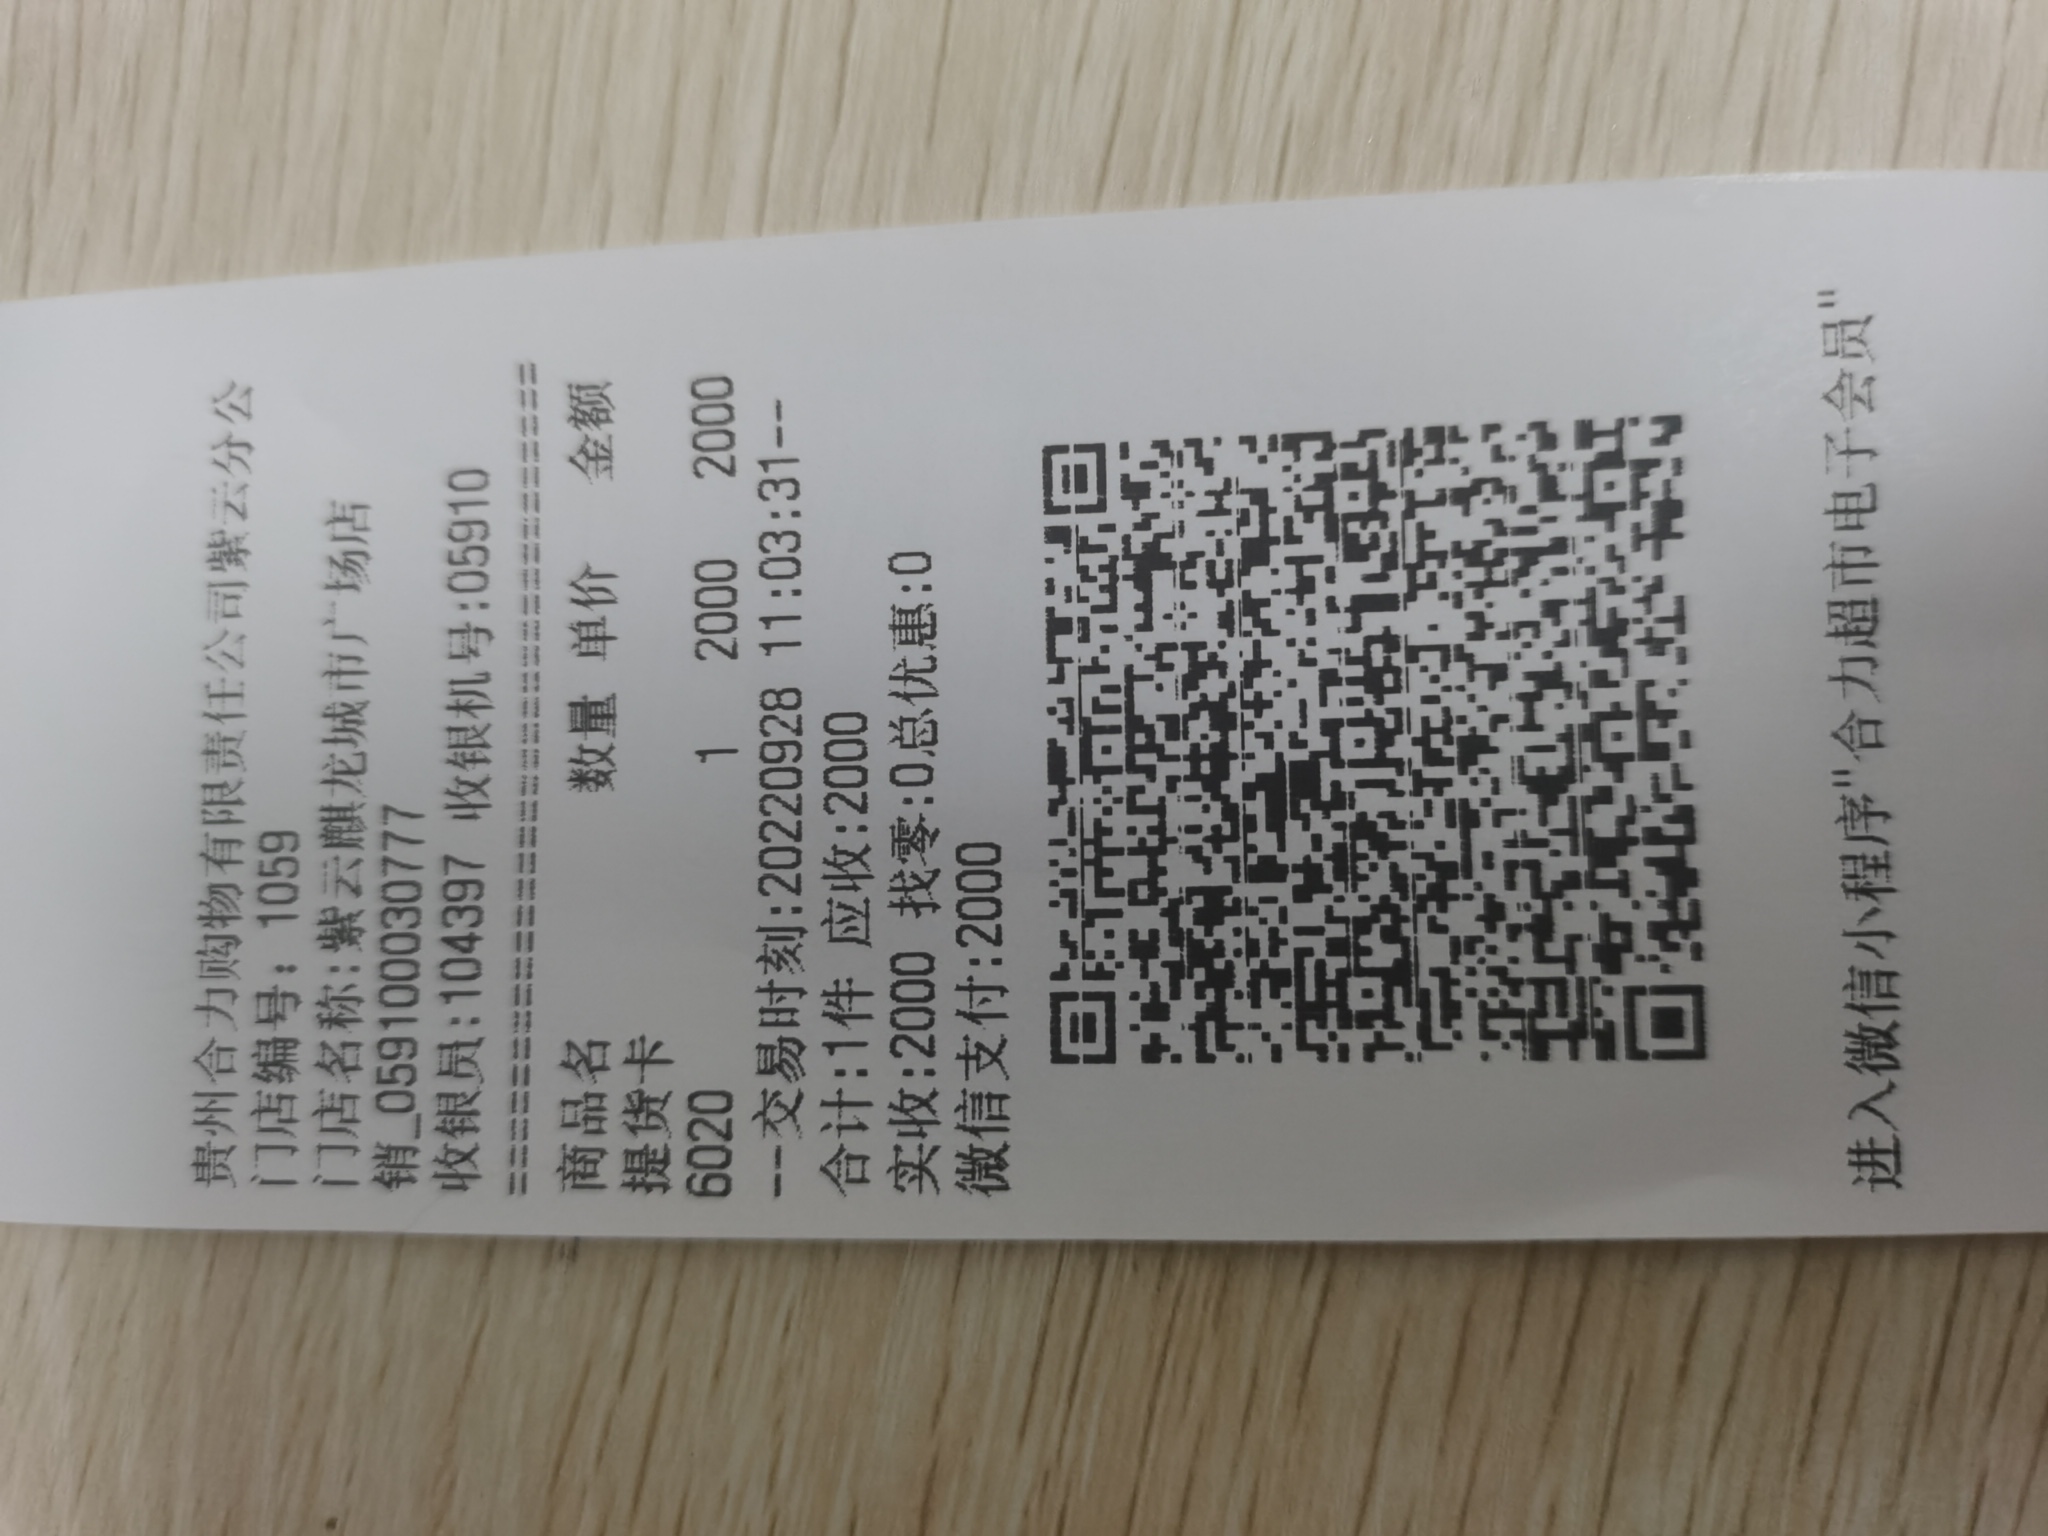 贵州合力购物有限责任公司紫云分公
门店编号: 1059
门店名称:紫云麒龙城市广场店
销_059100030777
收银员:104397 收银机号:05910
========================================
商品名 数量 单价 金额
提货卡
6020 1 2000 2000
--交易时刻:20220928 11:03:31--
合计:1件 应收:2000
实收:2000 找零:0总优惠:0
微信支付:2000
进入微信小程序"合力超市电子会员"